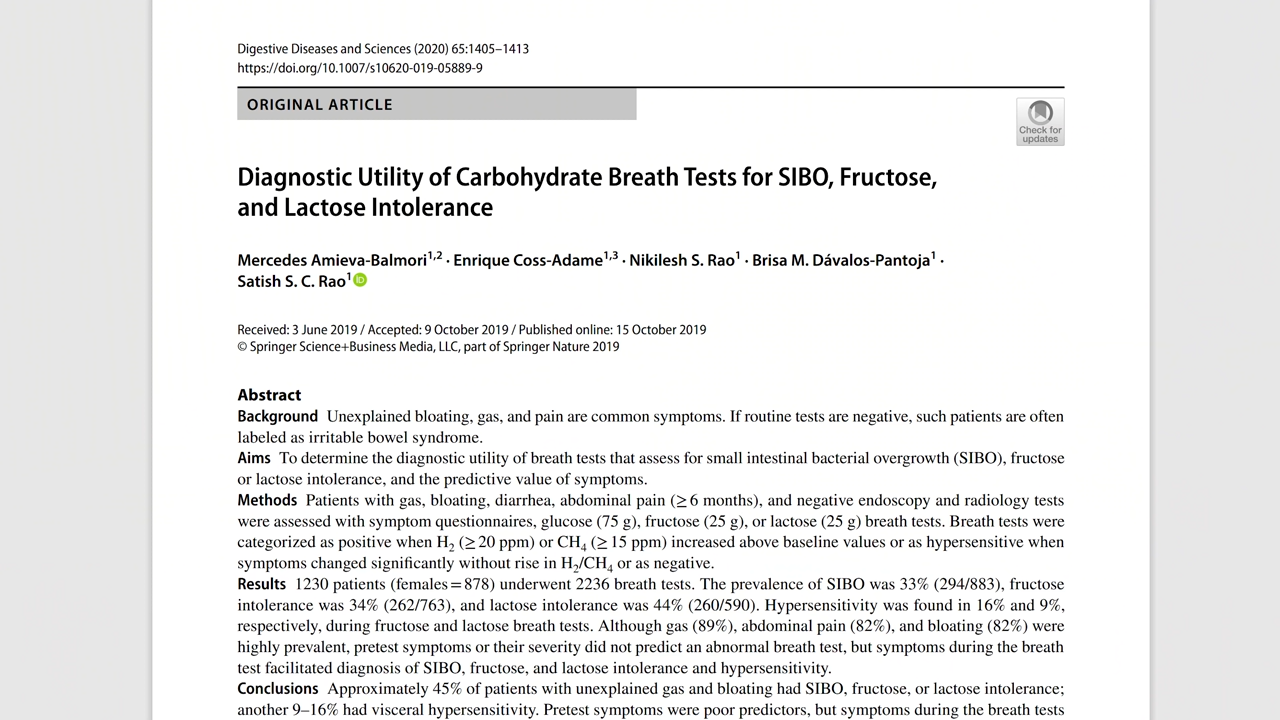 Digestive Diseases and Sciences (2020) 65:1405–1413
https://doi.org/10.1007/s10620-019-05889-9
ORIGINAL ARTICLE
Check for
updates
Diagnostic Utility of Carbohydrate Breath Tests for SIBO, Fructose,
and Lactose Intolerance
Mercedes Amieva-Balmori1,2 · Enrique Coss-Adame1,3 · Nikilesh S. Rao1 · Brisa M. Dávalos-Pantoja1 ·
Satish S. C. Rao1 iD
Received: 3 June 2019 / Accepted: 9 October 2019 / Published online: 15 October 2019
© Springer Science+Business Media, LLC, part of Springer Nature 2019
Abstract
Background Unexplained bloating, gas, and pain are common symptoms. If routine tests are negative, such patients are often
labeled as irritable bowel syndrome.
Aims To determine the diagnostic utility of breath tests that assess for small intestinal bacterial overgrowth (SIBO), fructose
or lactose intolerance, and the predictive value of symptoms.
Methods Patients with gas, bloating, diarrhea, abdominal pain (≥6 months), and negative endoscopy and radiology tests
were assessed with symptom questionnaires, glucose (75 g), fructose (25 g), or lactose (25 g) breath tests. Breath tests were
categorized as positive when H2 (≥20 ppm) or CH4 (≥15 ppm) increased above baseline values or as hypersensitive when
symptoms changed significantly without rise in H2/CH4 or as negative.
Results 1230 patients (females=878) underwent 2236 breath tests. The prevalence of SIBO was 33% (294/883), fructose
intolerance was 34% (262/763), and lactose intolerance was 44% (260/590). Hypersensitivity was found in 16% and 9%,
respectively, during fructose and lactose breath tests. Although gas (89%), abdominal pain (82%), and bloating (82%) were
highly prevalent, pretest symptoms or their severity did not predict an abnormal breath test, but symptoms during the breath
test facilitated diagnosis of SIBO, fructose, and lactose intolerance and hypersensitivity.
Conclusions Approximately 45% of patients with unexplained gas and bloating had SIBO, fructose, or lactose intolerance;
another 9–16% had visceral hypersensitivity. Pretest symptoms were poor predictors, but symptoms during the breath tests